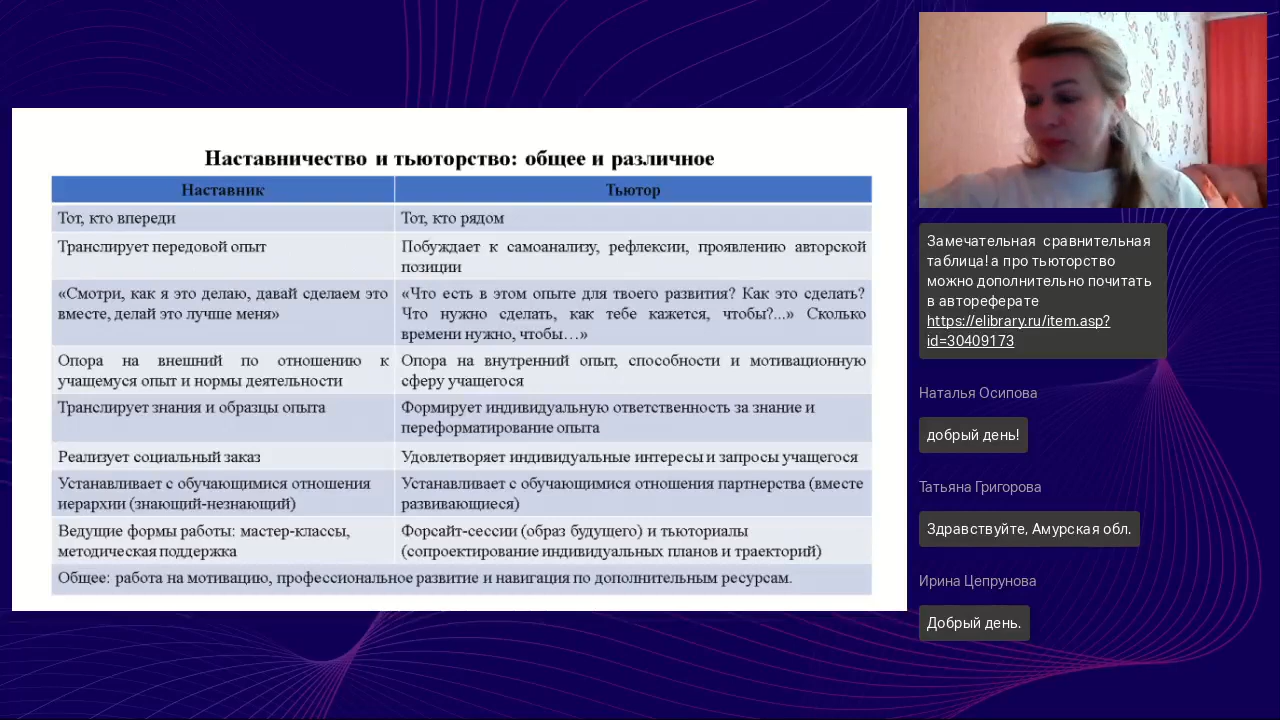 Наставничество и тьюторство: общее и различное
Наставник
Тьютор
Тот, кто впереди
Тот, кто рядом
Транслирует передовой опыт
Побуждает к самоанализу, рефлексии, проявлению авторской
позиции
«Смотри, как я это делаю, давай сделаем это
вместе, делай это лучше меня»
«Что есть в этом опыте для твоего развития? Как это сделать?
Что нужно сделать, как тебе кажется, чтобы?...» Сколько
времени нужно, чтобы…»
Опора на внешний по отношению к
учащемуся опыт и нормы деятельности
Опора на внутренний опыт, способности и мотивационную
сферу учащегося
Транслирует знания и образцы опыта
Формирует индивидуальную ответственность за знание и
переформатирование опыта
Реализует социальный заказ
Удовлетворяет индивидуальные интересы и запросы учащегося
Устанавливает с обучающимися отношения
иерархии (знающий-незнающий)
Устанавливает с обучающимися отношения партнерства (вместе
развивающиеся)
Ведущие формы работы: мастер-классы,
методическая поддержка
Форсайт-сессии (образ будущего) и тьюториалы
(сопроектирование индивидуальных планов и траекторий)
Общее: работа на мотивацию, профессиональное развитие и навигация по дополнительным ресурсам.
Замечательная сравнительная
таблица! а про тьюторство
можно дополнительно почитать
в автореферате
https://elibrary.ru/item.asp?
id=30409173
Наталья Осипова
добрый день!
Татьяна Григорова
Здравствуйте, Амурская обл.
Ирина Цепрунова
Добрый день.